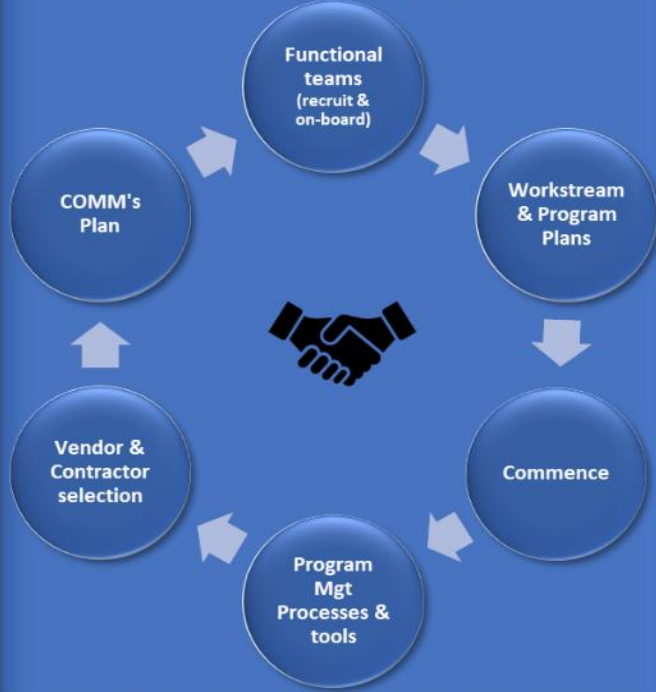 Functional
teams
(recruit &
on-board)
Workstream
& Program
Plans
Commence
Program
Mgt
Processes &
tools
Vendor &
Contractor
selection
COMM's
Plan